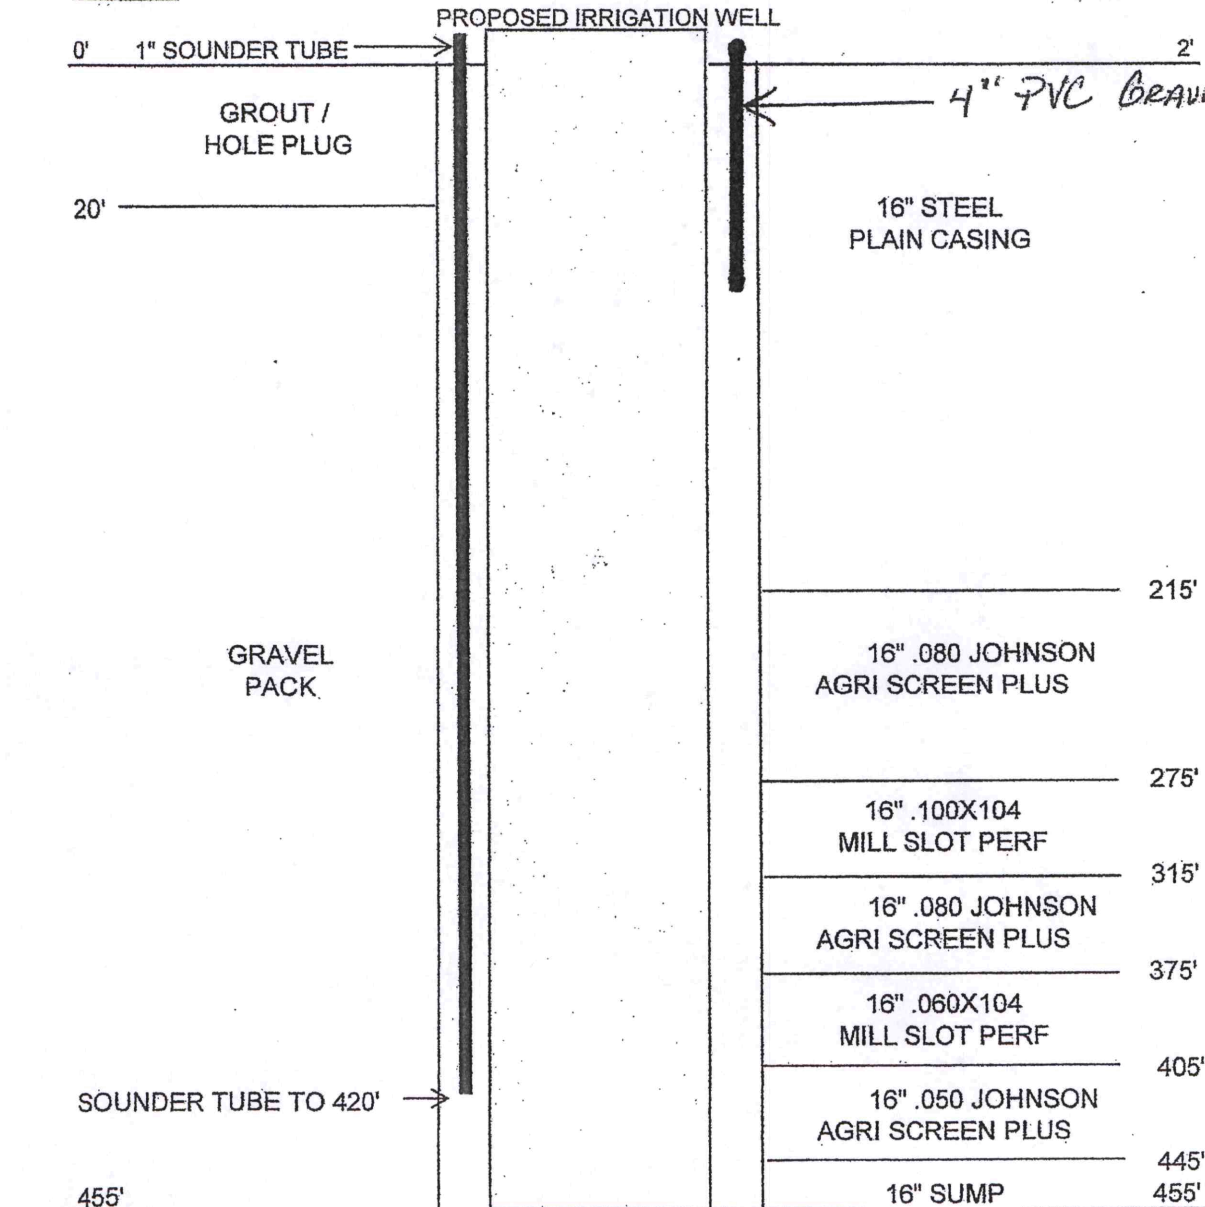 PROPOSED IRRIGATION WELL
0' 1" SOUNDER TUBE 2'
4" PVC
GROUT /
HOLE PLUG
20'
16" STEEL
PLAIN CASING
215'
GRAVEL
PACK
16" .080 JOHNSON
AGRI SCREEN PLUS
275'
16" .100X104
MILL SLOT PERF
315'
16" .080 JOHNSON
AGRI SCREEN PLUS
375'
16" .060X104
MILL SLOT PERF
405'
SOUNDER TUBE TO 420'
16" .050 JOHNSON
AGRI SCREEN PLUS
445'
455' 16" SUMP 455'